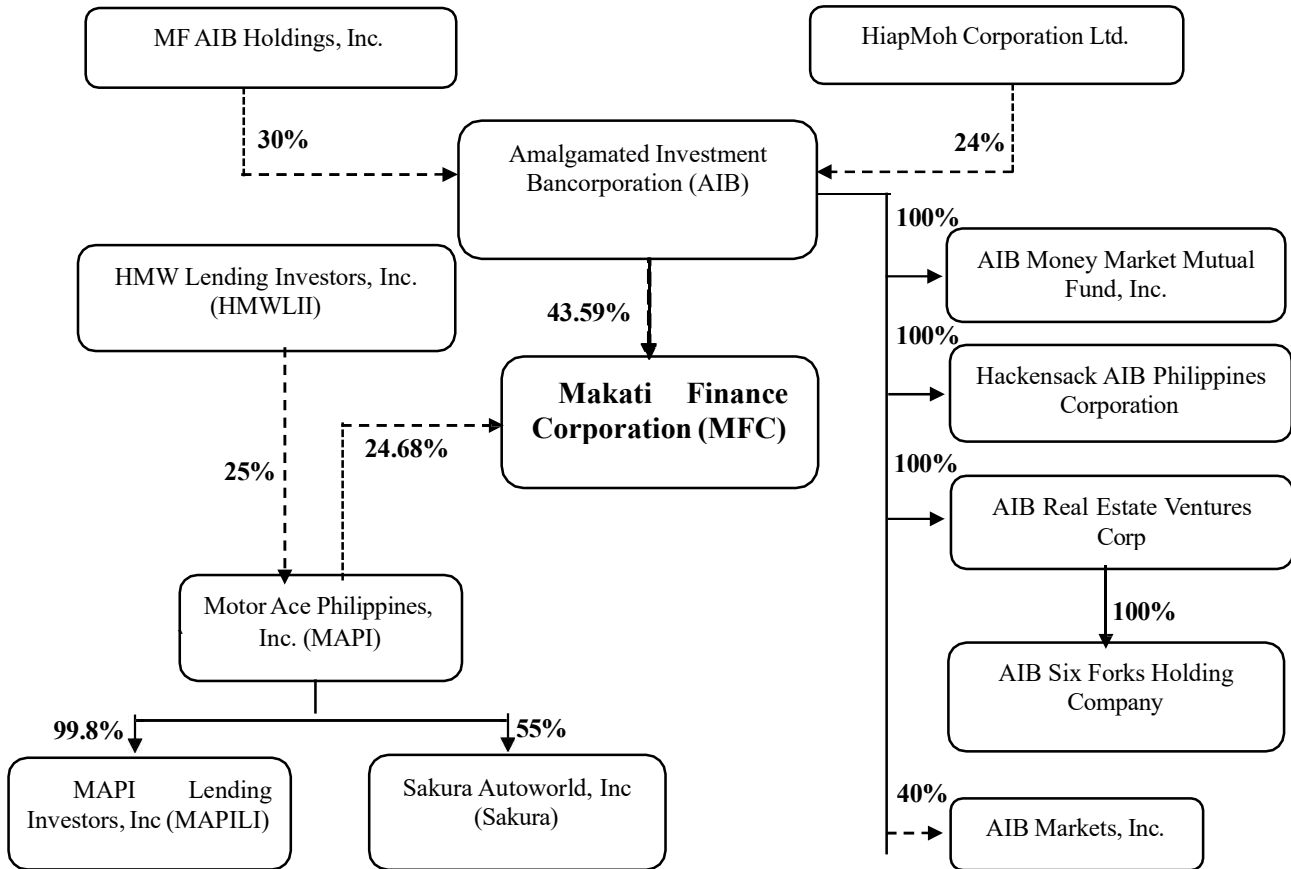 MF AIB Holdings, Inc.
HiapMoh Corporation Ltd.
30%
24%
Amalgamated Investment
Bancorporation (AIB)
100%
AIB Money Market Mutual
Fund, Inc.
HMW Lending Investors, Inc.
(HMWLII)
43.59%
100%
Hackensack AIB Philippines
Corporation
Makati Finance
Corporation (MFC)
24.68%
25%
100%
AIB Real Estate Ventures
Corp
Motor Ace Philippines,
Inc. (MAPI)
100%
AIB Six Forks Holding
Company
99.8%
55%
MAPI Lending
Investors, Inc (MAPILI)
Sakura Autoworld, Inc
(Sakura)
40%
AIB Markets, Inc.